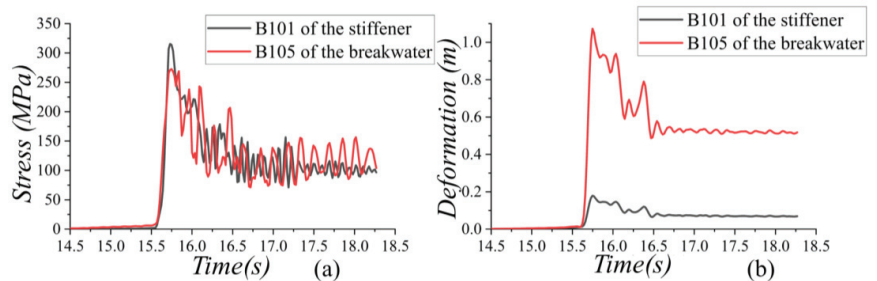 B101 of the stiffener
B105 of the breakwater
350
300
250
200
150
100
50
0
Stress (MPa)
14.5 15.0 15.5 16.0 16.5 17.0 17.5 18.0 18.5
Time(s)
(a)
B101 of the stiffener
B105 of the breakwater
1.0
0.8
0.6
0.4
0.2
0.0
Deformation (m)
14.5 15.0 15.5 16.0 16.5 17.0 17.5 18.0 18.5
Time(s)
(b)